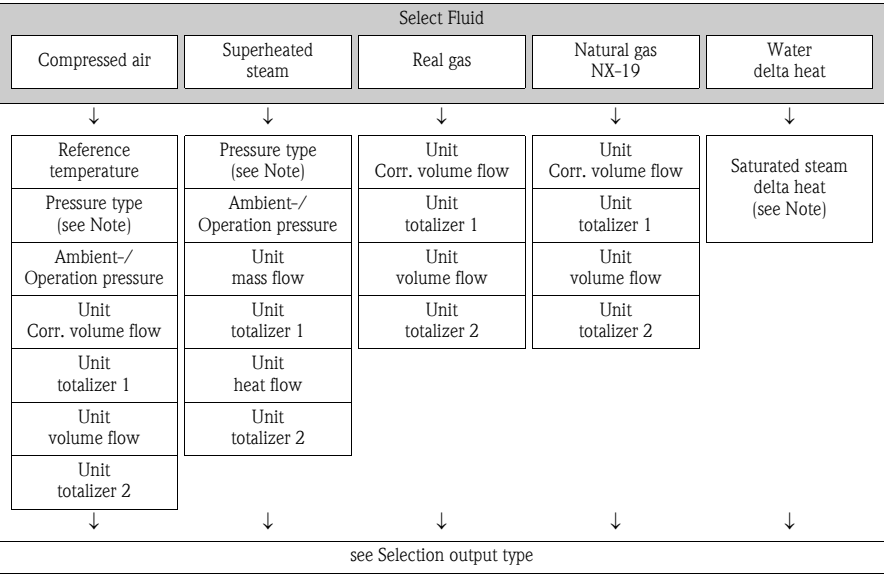 Select Fluid
Compressed air
Superheated
steam
Real gas
Natural gas
NX-19
Water
delta heat
↓ ↓ ↓ ↓ ↓
Reference
temperature
Pressure type
(see Note)
Ambient-/
Operation pressure
Unit
Corr. volume flow
Unit
totalizer 1
Unit
volume flow
Unit
totalizer 2
Pressure type
(see Note)
Ambient-/
Operation pressure
Unit
mass flow
Unit
totalizer 1
Unit
heat flow
Unit
totalizer 2
Unit
Corr. volume flow
Unit
totalizer 1
Unit
volume flow
Unit
totalizer 2
Unit
Corr. volume flow
Unit
totalizer 1
Unit
volume flow
Unit
totalizer 2
Saturated steam
delta heat
(see Note)
↓ ↓ ↓ ↓ ↓
see Selection output type